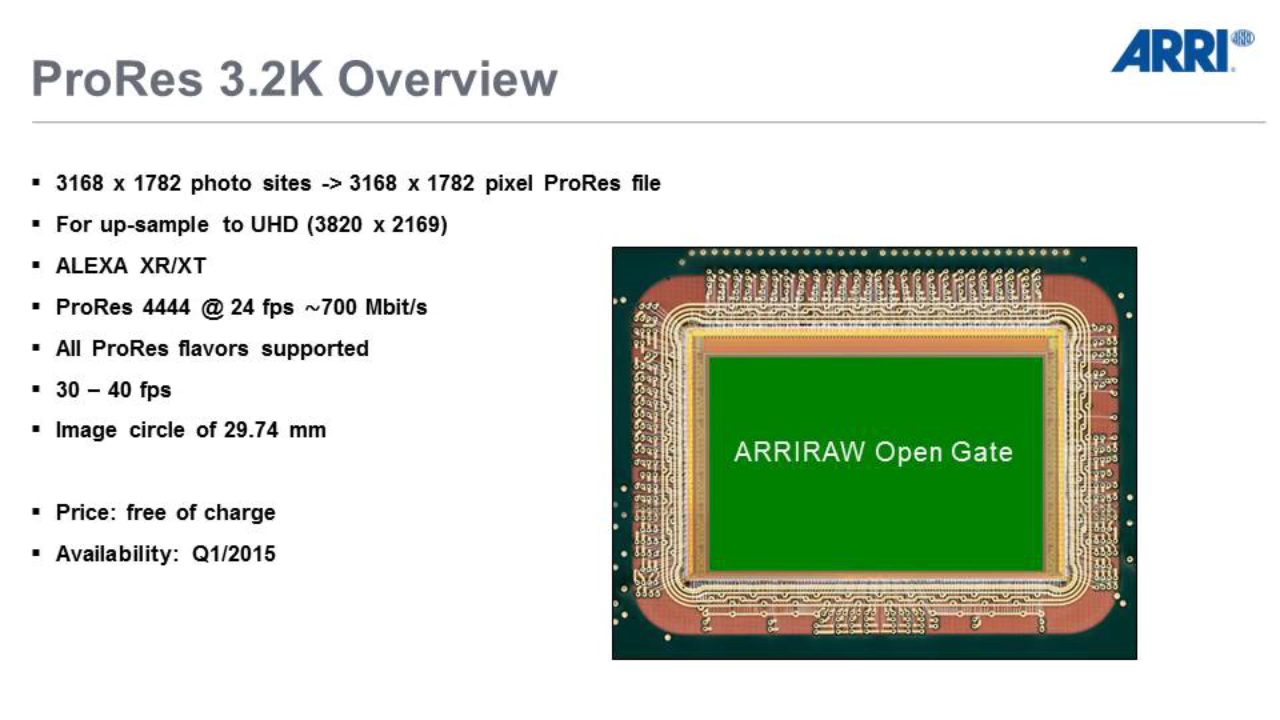 ARRI
ProRes 3.2K Overview
▪ 3168 x 1782 photo sites -> 3168 x 1782 pixel ProRes file
▪ For up-sample to UHD (3820 x 2169)
▪ ALEXA XR/XT
▪ ProRes 4444 @ 24 fps ~700 Mbit/s
▪ All ProRes flavors supported
▪ 30 – 40 fps
▪ Image circle of 29.74 mm
▪ Price: free of charge
▪ Availability: Q1/2015
ARRIRAW Open Gate